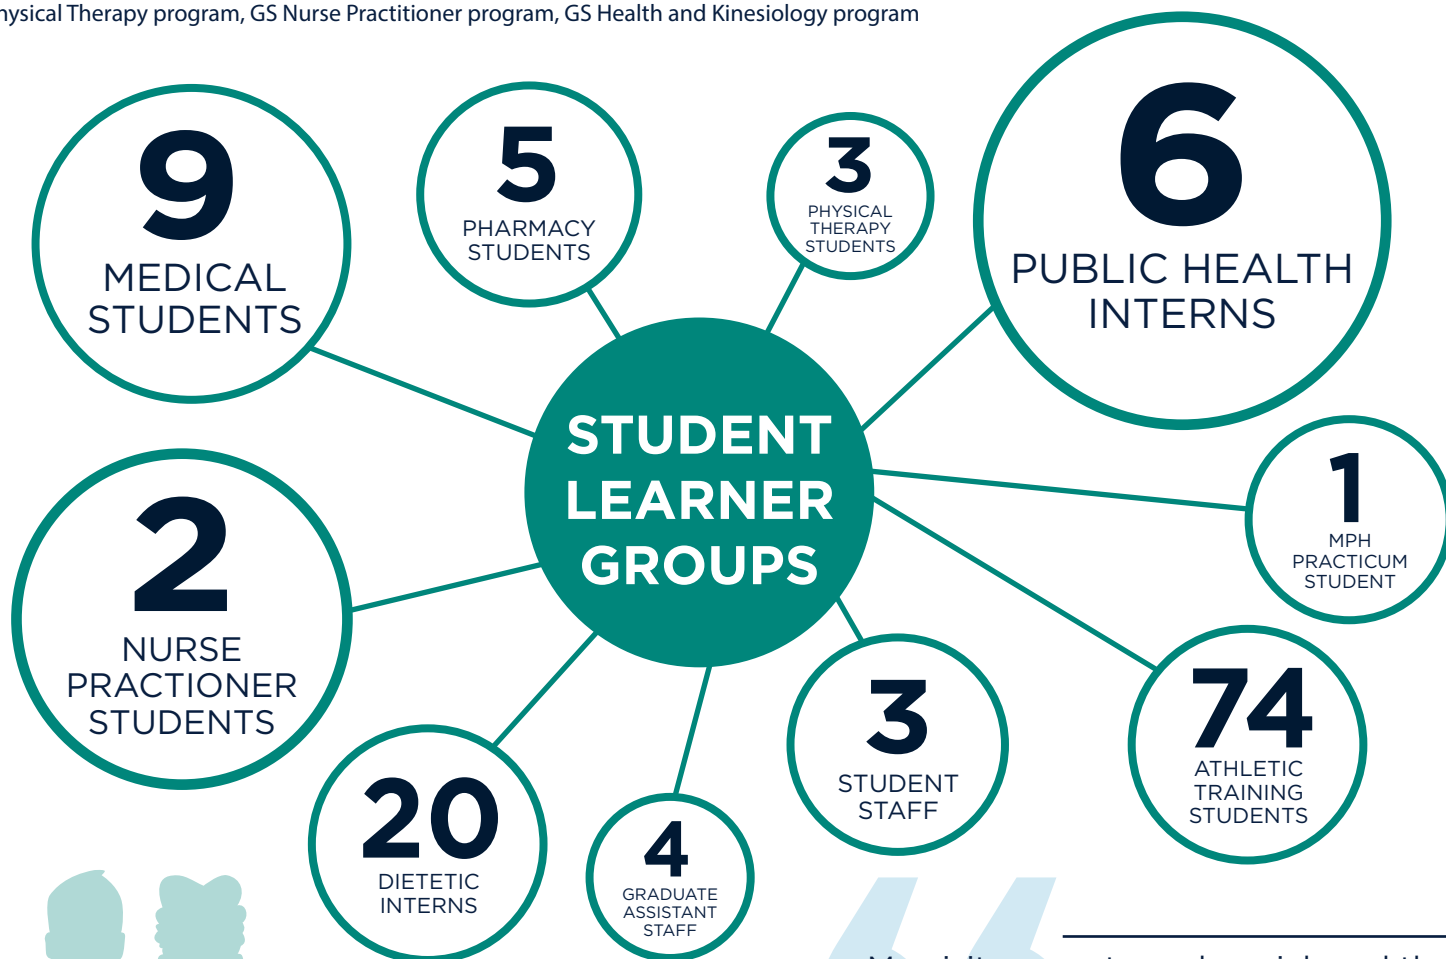 Physical Therapy program, GS Nurse Practitioner program, GS Health and Kinesiology program
9
MEDICAL
STUDENTS
5
PHARMACY
STUDENTS
3
PHYSICAL
THERAPY
STUDENTS
6
PUBLIC HEALTH
INTERNS
STUDENT
LEARNER
GROUPS
1
MPH
PRACTICUM
STUDENT
2
NURSE
PRACTIONER
STUDENTS
74
ATHLETIC
TRAINING
STUDENTS
3
STUDENT
STAFF
20
DIETETIC
INTERNS
4
GRADUATE
ASSISTANT
STAFF
“